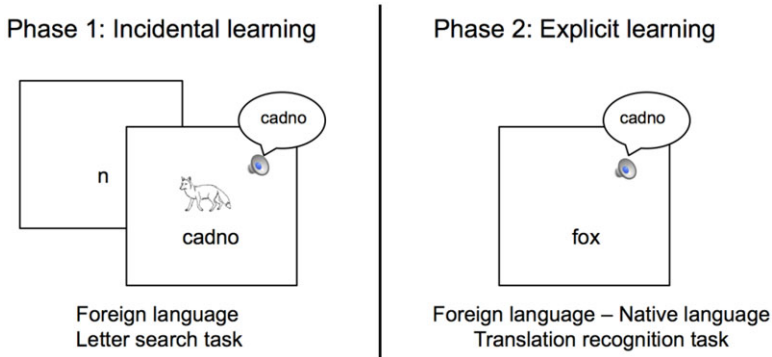 Phase 1: Incidental learning
n
cadno
cadno
Foreign language
Letter search task
Phase 2: Explicit learning
cadno
fox
Foreign language – Native language
Translation recognition task